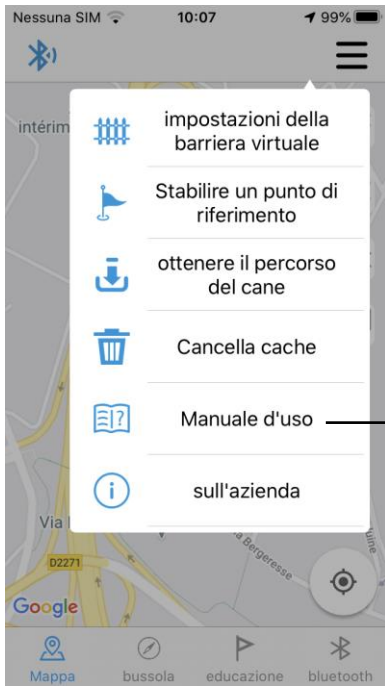 Nessuna SIM 10:07 99%
intérim
impostazioni della
barriera virtuale
Stabilire un punto di
riferimento
ottenere il percorso
del cane
Cancella cache
Manuale d'uso
sull'azienda
Via
Bergeresse
D2271
Google
Mappa bussola educazione bluetooth